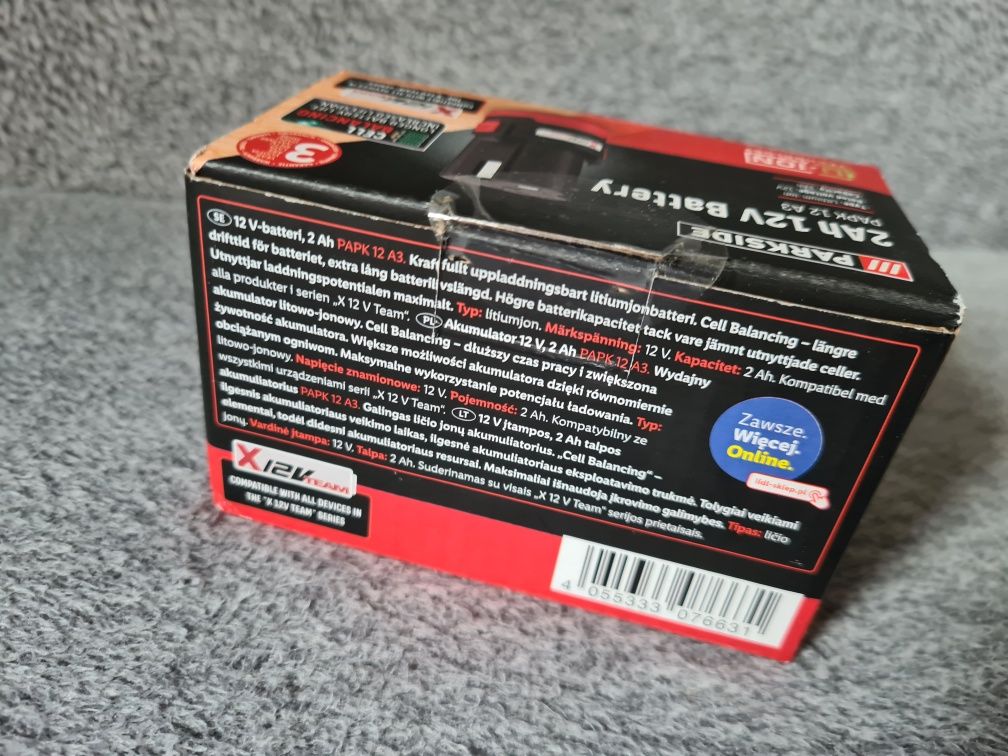 SE 12 V-batteri, 2 Ah PAPK 12 A3. Kraftfullt uppladdningsbart litiumjonbatteri. Cell Balancing – längre
drifttid för batteriet, extra lång batterilivslängd. Högre batterikapacitet tack vare jämnt utnyttjade celler.
Utnyttjar laddningspotentialen maximalt. Typ: litiumjon. Märkspänning: 12 V. Kapacitet: 2 Ah. Kompatibel med
alla produkter i serien „X 12 V Team”. PL Akumulator 12 V, 2 Ah PAPK 12 A3. Wydajny
akumulator litowo-jonowy. Cell Balancing – dłuższy czas pracy i zwiększona
żywotność akumulatora. Większe możliwości akumulatora dzięki równomiernie
obciążanym ogniwom. Maksymalne wykorzystanie potencjału ładowania. Typ:
litowo-jonowy. Napięcie znamionowe: 12 V. Pojemność: 2 Ah. Kompatybilny ze
wszystkimi urządzeniami serii „X 12 V Team”. LT 12 V įtampos, 2 Ah talpos
akumuliatorius PAPK 12 A3. Galingas ličio jonų akumuliatorius. „Cell Balancing“ –
ilgesnis akumuliatoriaus veikimo laikas, ilgesnė akumuliatoriaus eksploatavimo trukmė. Tolygiai veikiami
elementai, todėl didesni akumuliatoriaus resursai. Maksimaliai išnaudoja įkrovimo galimybes. Tipas: ličio
jonų. Vardinė įtampa: 12 V. Talpa: 2 Ah. Suderinamas su visais „X 12 V Team“ serijos prietaisais.
Zawsze.
Więcej.
Online.
lidl-sklep.pl
X12V TEAM
COMPATIBLE WITH ALL DEVICES IN
THE "X 12V TEAM" SERIES
4 055333 076631
PARKSIDE
2Ah 12V Battery
PAPK 12 A3
CELL
BALANCING
3